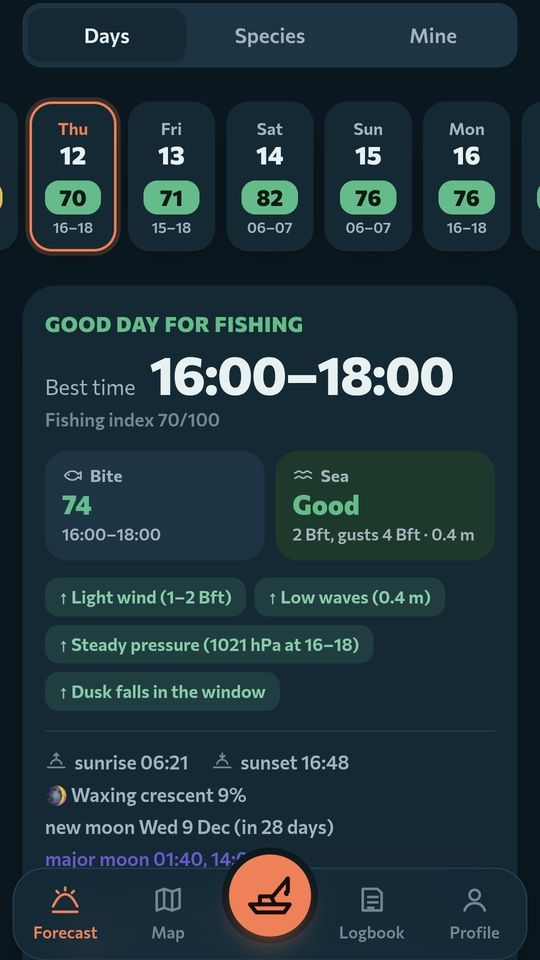 Days Species Mine
Thu Fri Sat Sun Mon
12 13 14 15 16
70 71 82 76 76
16–18 15–18 06–07 06–07 16–18
GOOD DAY FOR FISHING
Best time 16:00–18:00
Fishing index 70/100
Bite Sea
74 Good
16:00–18:00 2 Bft, gusts 4 Bft · 0.4 m
↑ Light wind (1–2 Bft) ↑ Low waves (0.4 m)
↑ Steady pressure (1021 hPa at 16–18)
↑ Dusk falls in the window
sunrise 06:21 sunset 16:48
Waxing crescent 9%
new moon Wed 9 Dec (in 28 days)
major moon 01:40,
Forecast Map Logbook Profile